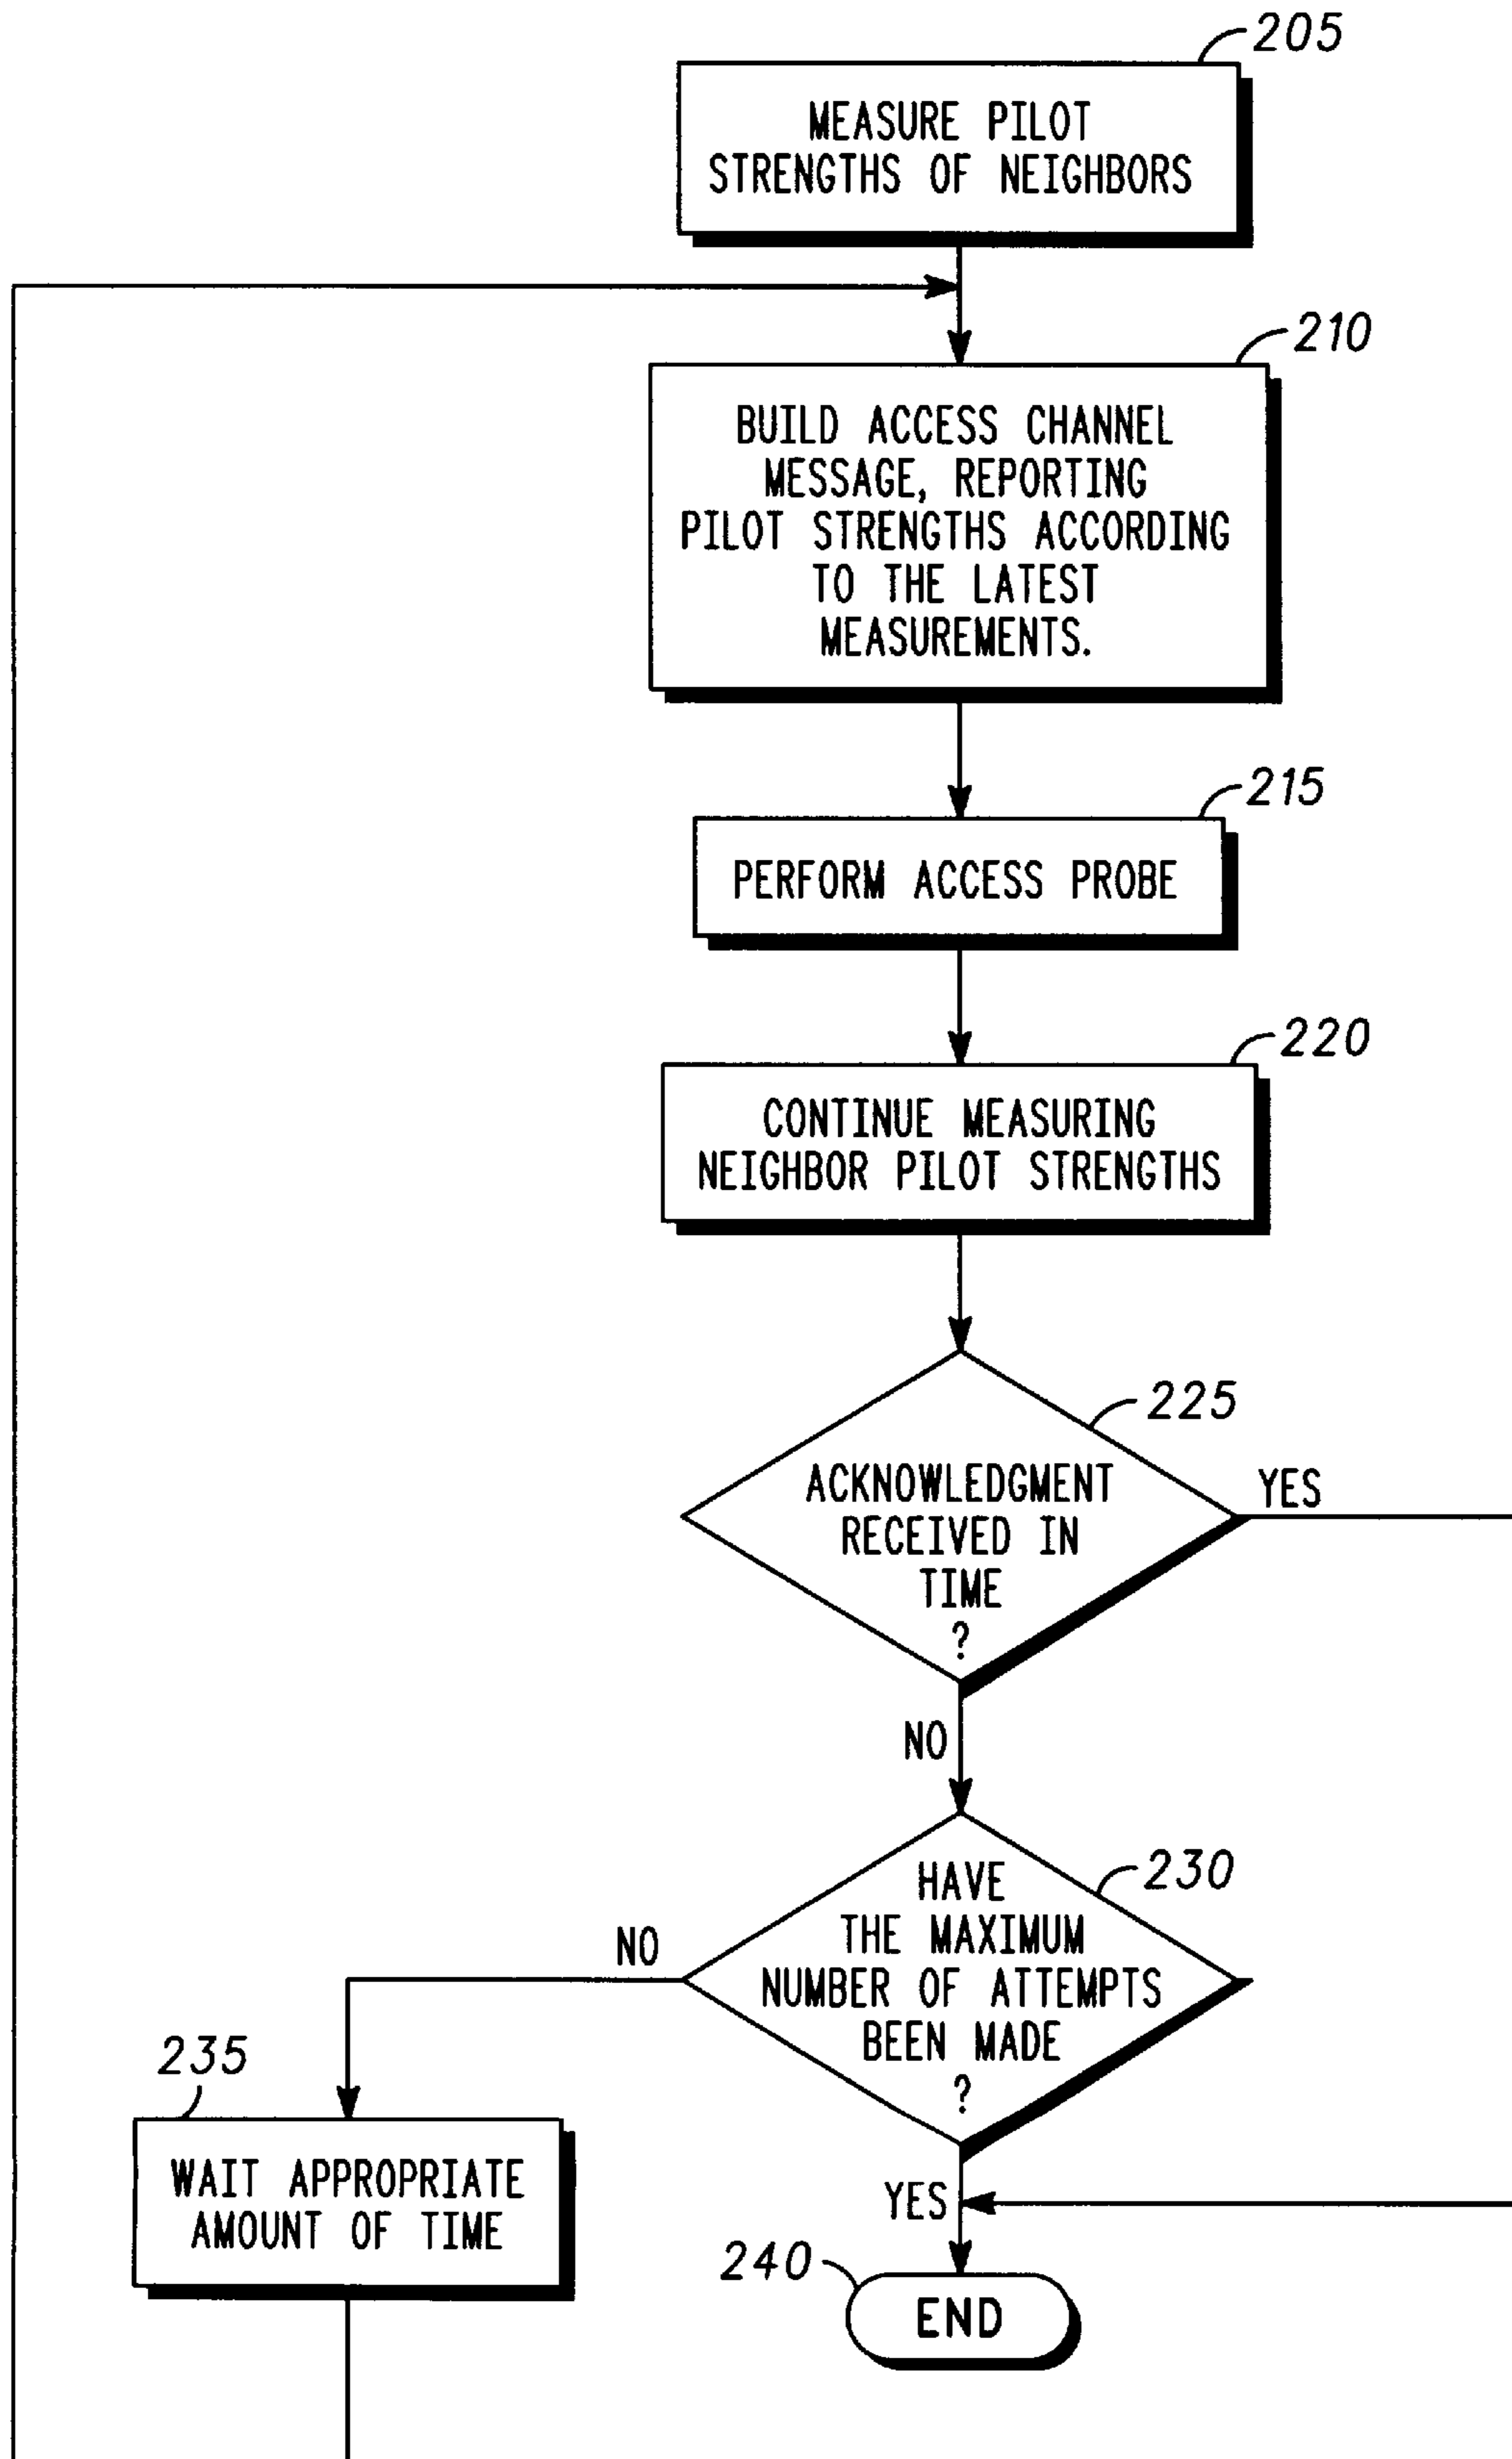 205
MEASURE PILOT
STRENGTHS OF NEIGHBORS
210
BUILD ACCESS CHANNEL
MESSAGE, REPORTING
PILOT STRENGTHS ACCORDING
TO THE LATEST
MEASUREMENTS.
215
PERFORM ACCESS PROBE
220
CONTINUE MEASURING
NEIGHBOR PILOT STRENGTHS
225
ACKNOWLEDGMENT
RECEIVED IN
TIME
?
YES
NO
230
HAVE
THE MAXIMUM
NUMBER OF ATTEMPTS
BEEN MADE
?
NO
235
WAIT APPROPRIATE
AMOUNT OF TIME
YES
240
END